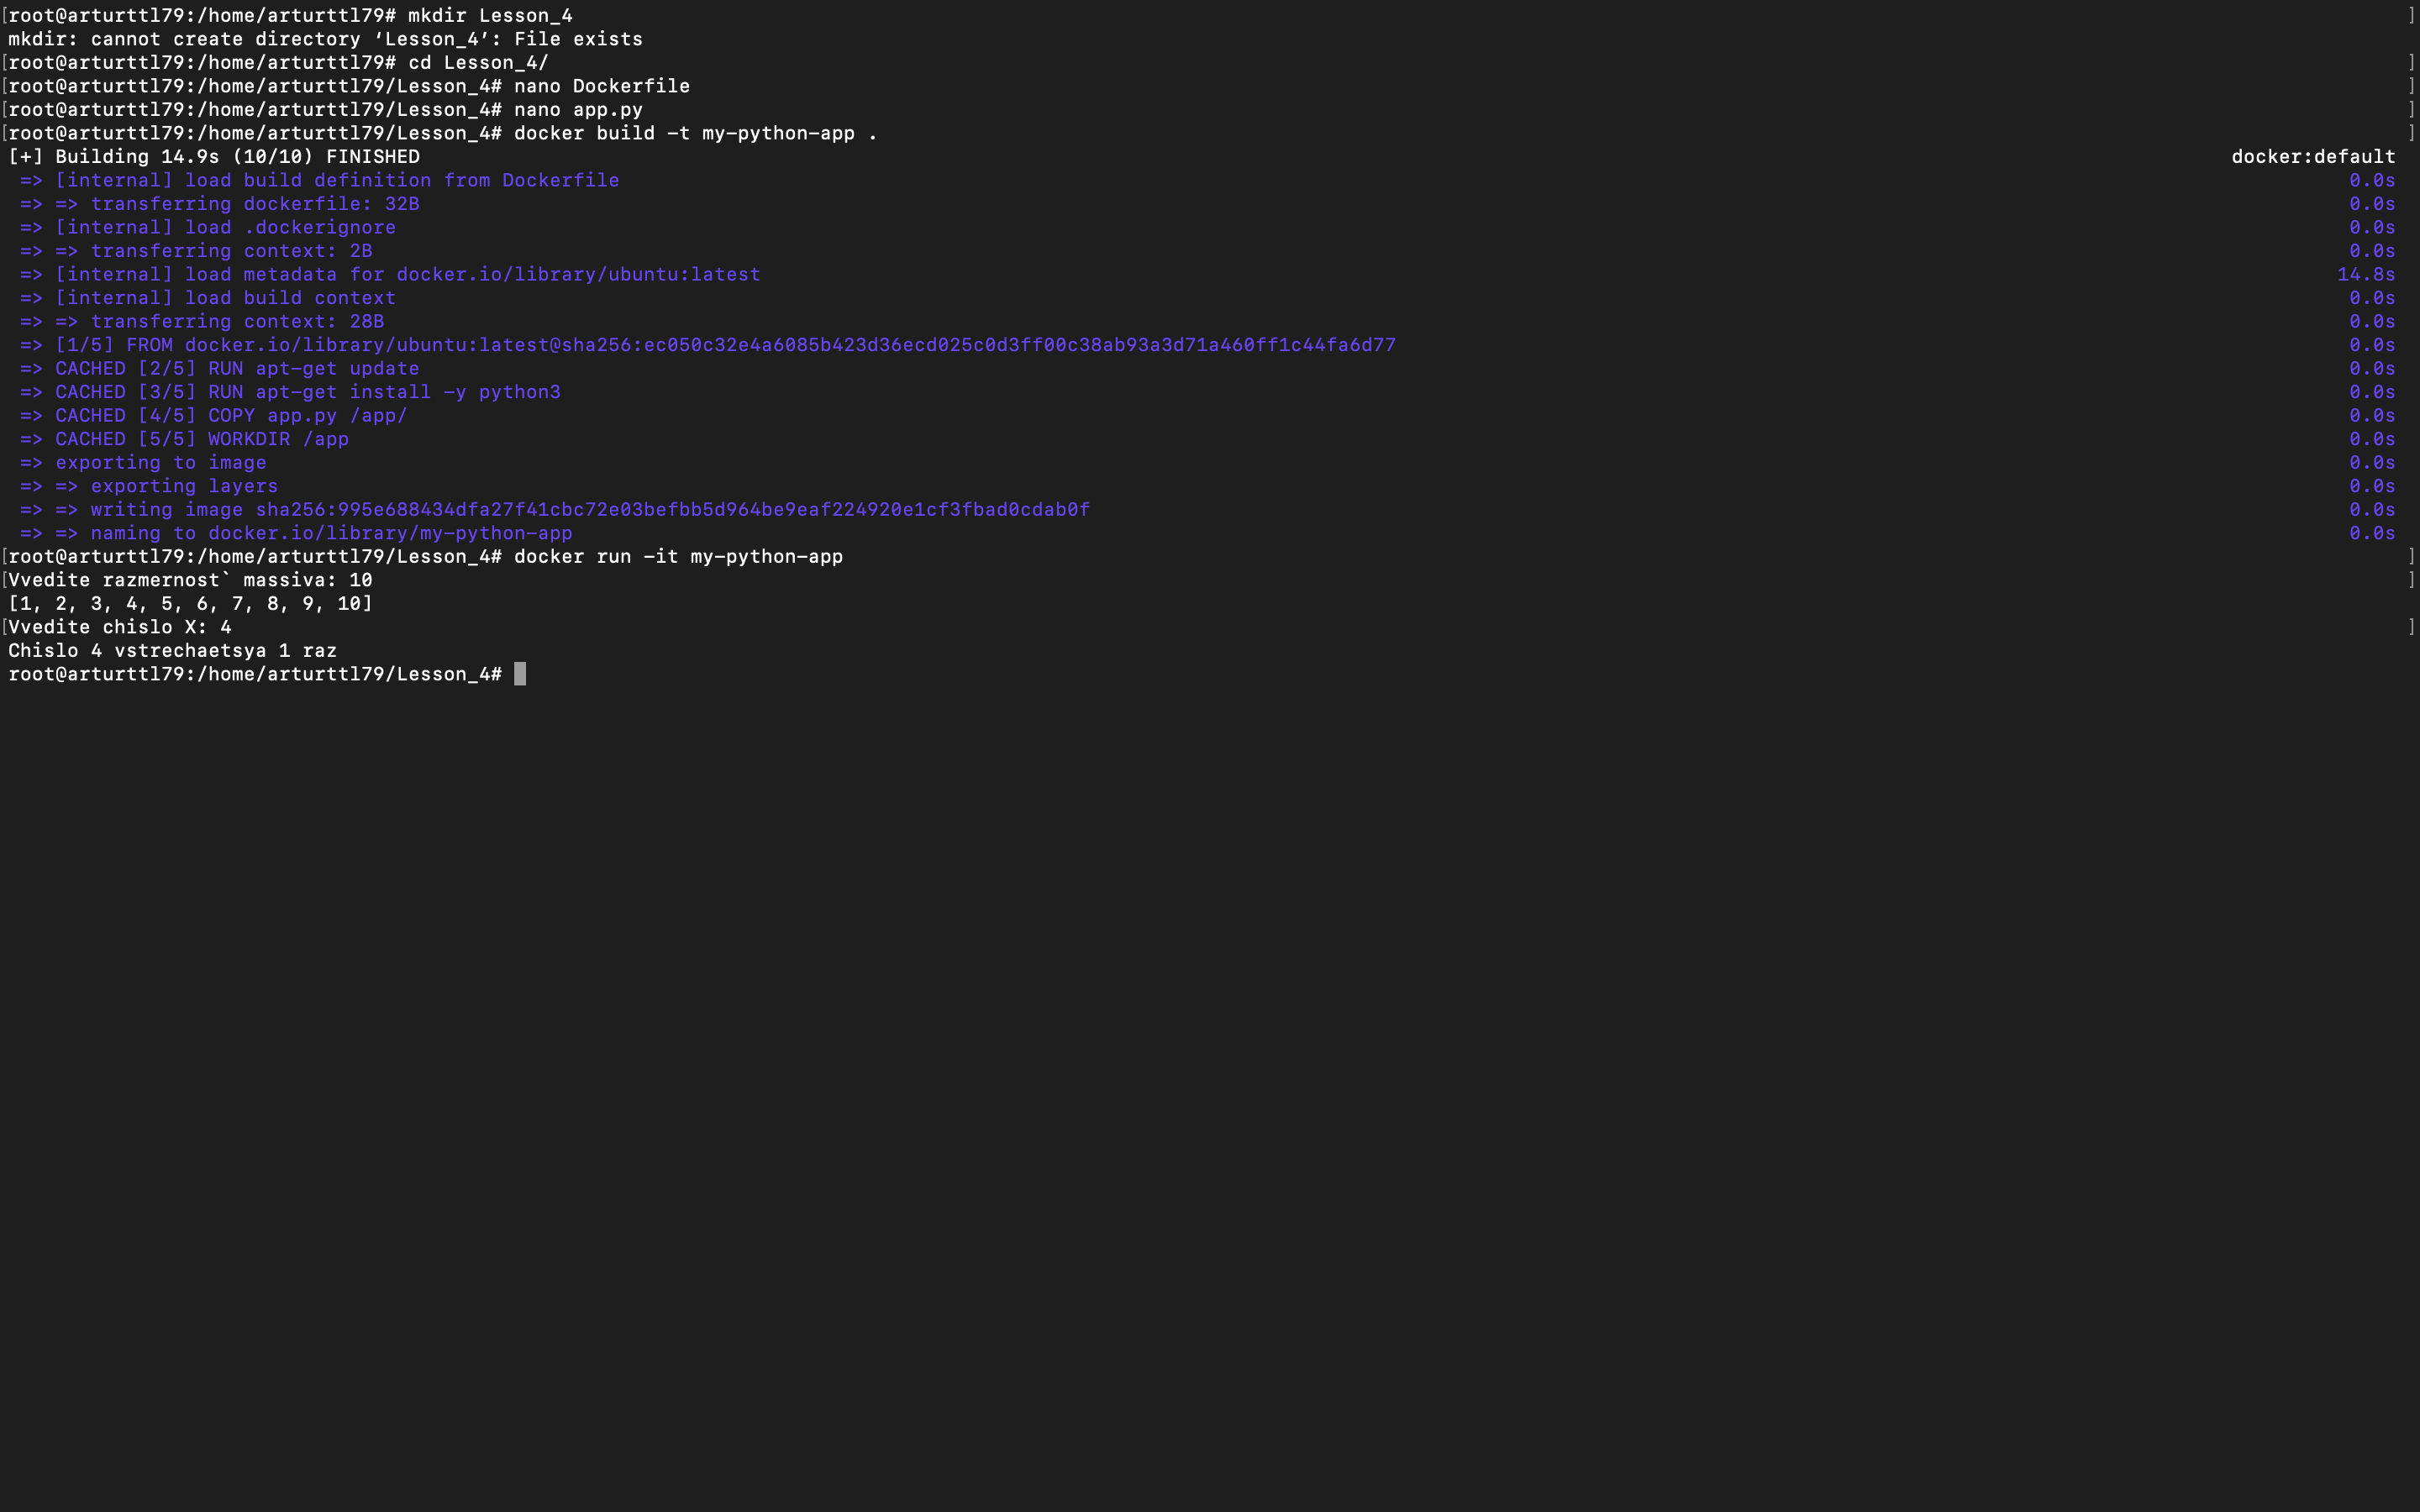 [root@arturttl79:/home/arturttl79# mkdir Lesson_4 ]
mkdir: cannot create directory ‘Lesson_4’: File exists
[root@arturttl79:/home/arturttl79# cd Lesson_4/ ]
[root@arturttl79:/home/arturttl79/Lesson_4# nano Dockerfile ]
[root@arturttl79:/home/arturttl79/Lesson_4# nano app.py ]
[root@arturttl79:/home/arturttl79/Lesson_4# docker build -t my-python-app . ]
[+] Building 14.9s (10/10) FINISHED docker:default
=> [internal] load build definition from Dockerfile 0.0s
=> => transferring dockerfile: 32B 0.0s
=> [internal] load .dockerignore 0.0s
=> => transferring context: 2B 0.0s
=> [internal] load metadata for docker.io/library/ubuntu:latest 14.8s
=> [internal] load build context 0.0s
=> => transferring context: 28B 0.0s
=> [1/5] FROM docker.io/library/ubuntu:latest@sha256:ec050c32e4a6085b423d36ecd025c0d3ff00c38ab93a3d71a460ff1c44fa6d77 0.0s
=> CACHED [2/5] RUN apt-get update 0.0s
=> CACHED [3/5] RUN apt-get install -y python3 0.0s
=> CACHED [4/5] COPY app.py /app/ 0.0s
=> CACHED [5/5] WORKDIR /app 0.0s
=> exporting to image 0.0s
=> => exporting layers 0.0s
=> => writing image sha256:995e688434dfa27f41cbc72e03befbb5d964be9eaf224920e1cf3fbad0cdab0f 0.0s
=> => naming to docker.io/library/my-python-app 0.0s
[root@arturttl79:/home/arturttl79/Lesson_4# docker run -it my-python-app ]
[Vvedite razmernost` massiva: 10 ]
[1, 2, 3, 4, 5, 6, 7, 8, 9, 10]
[Vvedite chislo X: 4 ]
Chislo 4 vstrechaetsya 1 raz
root@arturttl79:/home/arturttl79/Lesson_4#